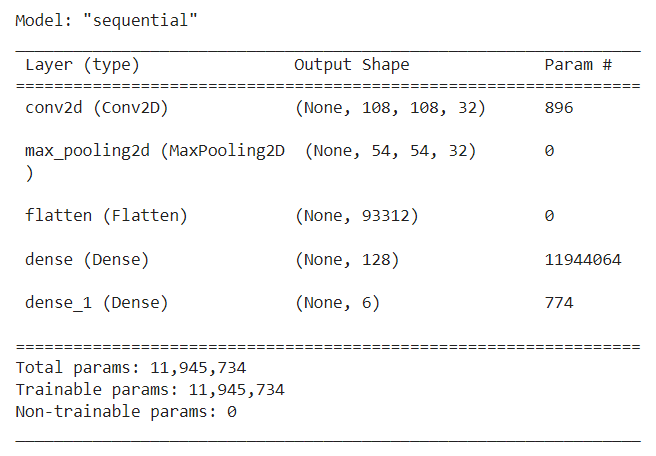 Model: "sequential"
_________________________________________________________________
Layer (type) Output Shape Param #
=================================================================
conv2d (Conv2D) (None, 108, 108, 32) 896
max_pooling2d (MaxPooling2D (None, 54, 54, 32) 0
)
flatten (Flatten) (None, 93312) 0
dense (Dense) (None, 128) 11944064
dense_1 (Dense) (None, 6) 774
=================================================================
Total params: 11,945,734
Trainable params: 11,945,734
Non-trainable params: 0
_________________________________________________________________